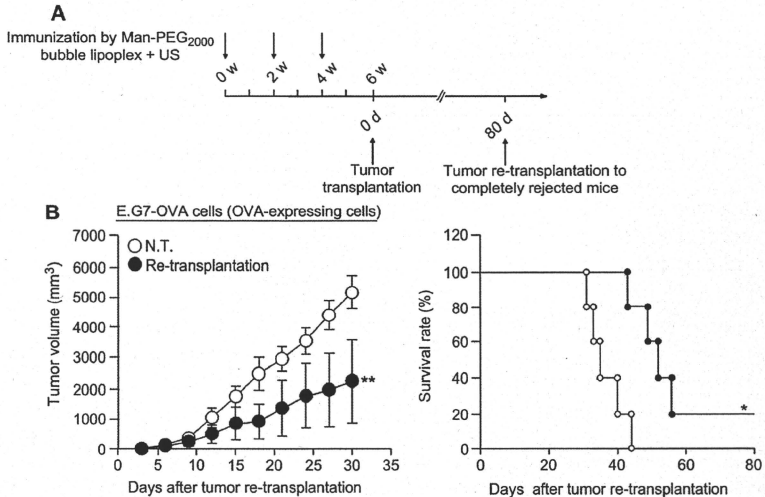 A
Immunization by Man-PEG2000
bubble lipoplex + US
0 w
2 w
4 w
6 w
0 d
80 d
Tumor
transplantation
Tumor re-transplantation to
completely rejected mice
B
E.G7-OVA cells (OVA-expressing cells)
N.T.
Re-transplantation
Tumor volume (mm3)
7000
6000
5000
4000
3000
2000
1000
0
**
0 5 10 15 20 25 30 35
Days after tumor re-transplantation
Survival rate (%)
120
100
80
60
40
20
0
*
0 20 40 60 80
Days after tumor re-transplantation